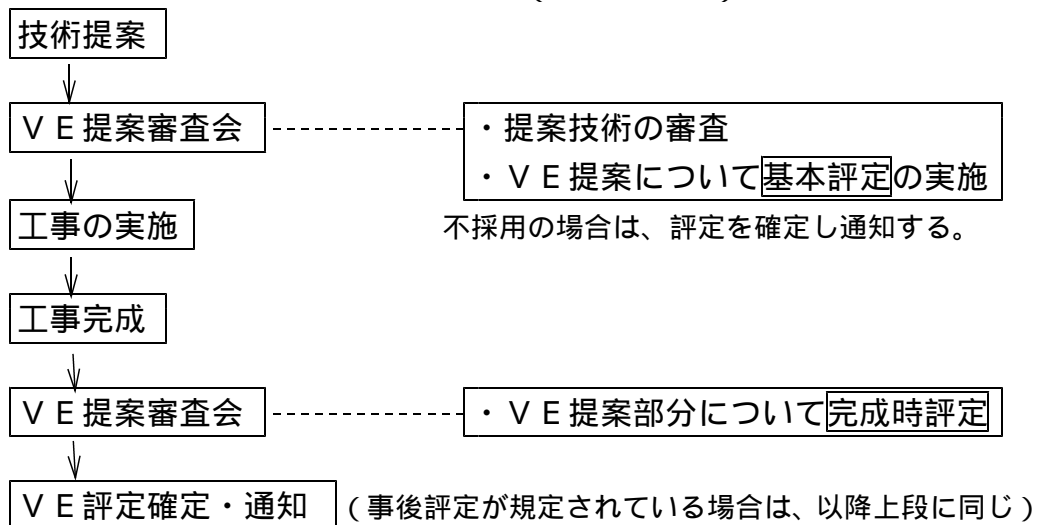 技術提案
ＶＥ提案審査会
・提案技術の審査
・ＶＥ提案について基本評定の実施
工事の実施
不採用の場合は、評定を確定し通知する。
工事完成
ＶＥ提案審査会
・ＶＥ提案部分について完成時評定
ＶＥ評定確定・通知 （事後評定が規定されている場合は、以降上段に同じ）